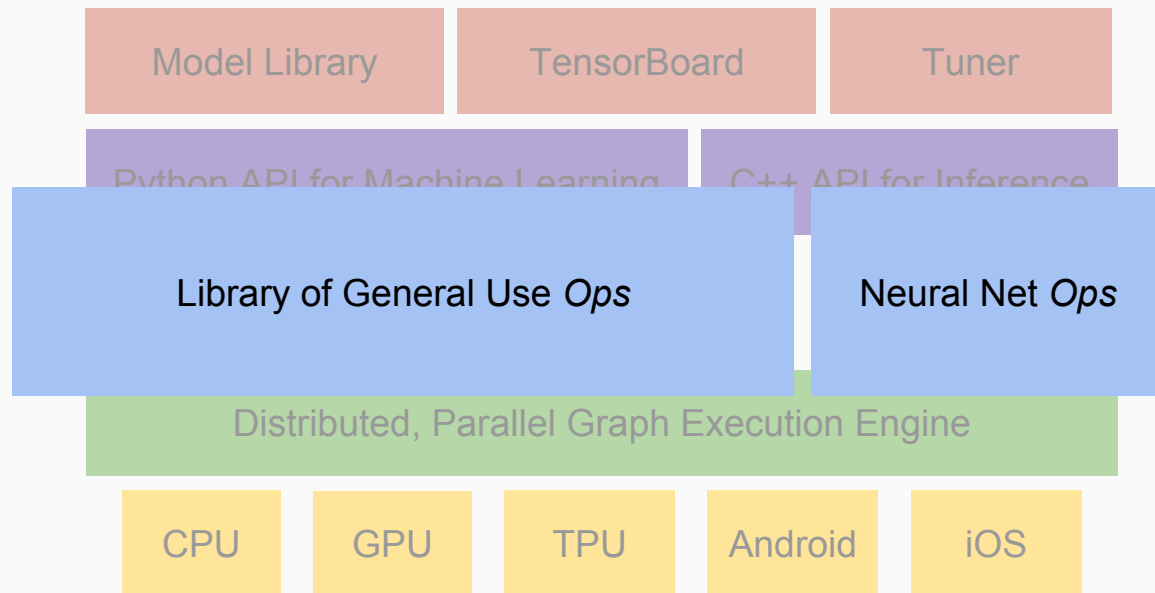 Model Library
TensorBoard
Tuner
Python API for Machine Learning
C++ API for Inference
Library of General Use Ops
Neural Net Ops
Distributed, Parallel Graph Execution Engine
CPU
GPU
TPU
Android
iOS